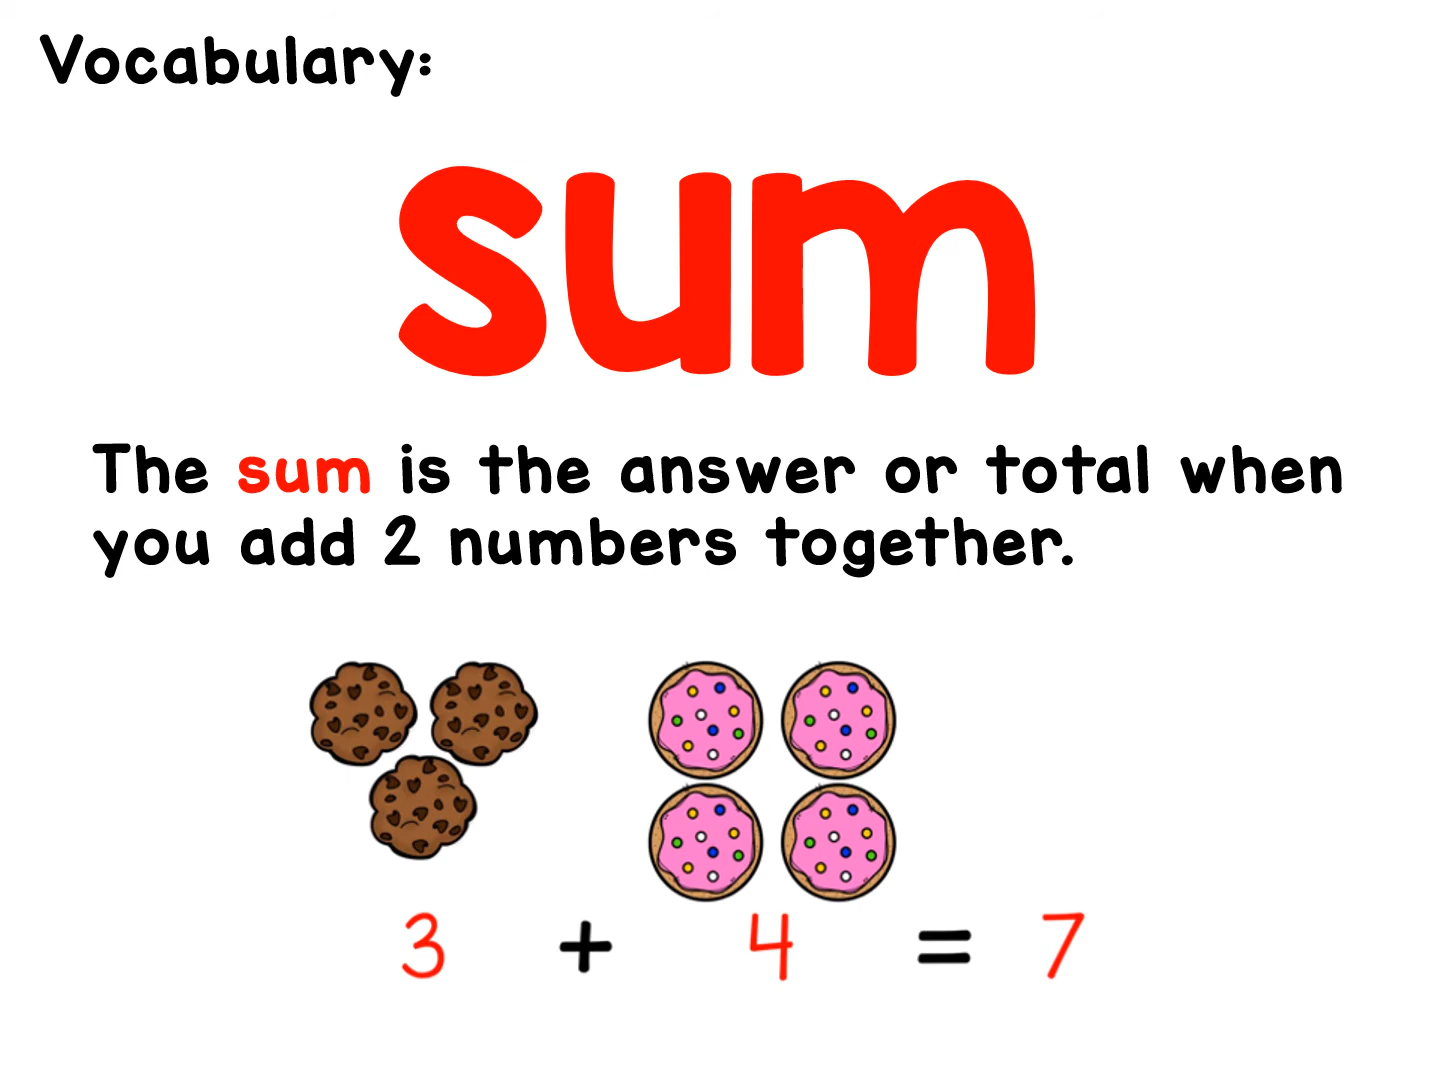 Vocabulary:
sum
The sum is the answer or total when
you add 2 numbers together.
3 + 4 = 7